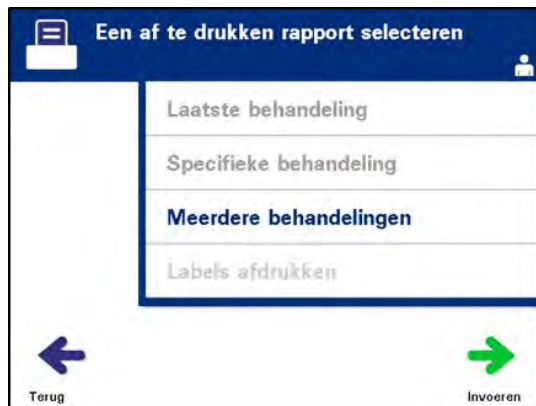 Een af te drukken rapport selecteren
Laatste behandeling
Specifieke behandeling
Meerdere behandelingen
Labels afdrukken
Terug
Invoeren